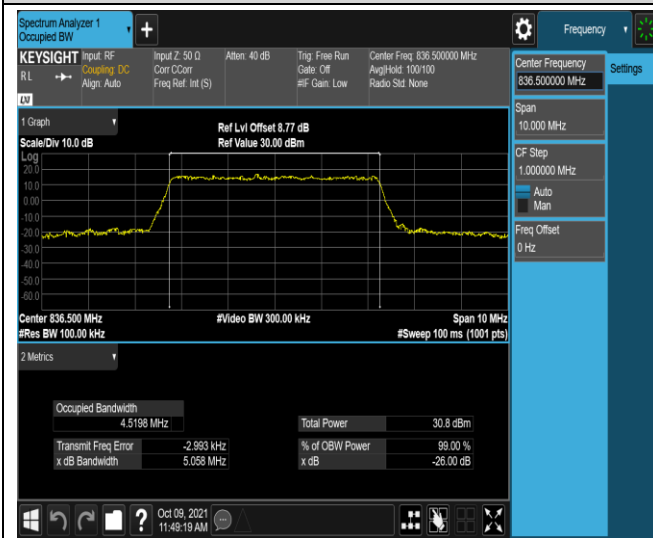 Spectrum Analyzer 1
Occupied BW
+
Frequency
KEYSIGHT
RL
LXI
Input: RF
Coupling: DC
Align: Auto
Input Z: 50 Ω
Corr CCorr
Freq Ref: Int (S)
Atten: 40 dB
Trig: Free Run
Gate: Off
#IF Gain: Low
Center Freq: 836.500000 MHz
Avg|Hold: 100/100
Radio Std: None
Center Frequency
836.500000 MHz
Settings
Span
10.000 MHz
CF Step
1.000000 MHz
Auto
Man
Freq Offset
0 Hz
1 Graph
Scale/Div 10.0 dB
Ref Lvl Offset 8.77 dB
Ref Value 30.00 dBm
Log
20.0
10.0
0.00
-10.0
-20.0
-30.0
-40.0
-50.0
-60.0
Center 836.500 MHz
#Video BW 300.00 kHz
Span 10 MHz
#Res BW 100.00 kHz
#Sweep 100 ms (1001 pts)
2 Metrics
Occupied Bandwidth
4.5198 MHz
Total Power 30.8 dBm
Transmit Freq Error -2.993 kHz
% of OBW Power 99.00 %
x dB Bandwidth 5.058 MHz
x dB -26.00 dB
?
Oct 09, 2021
11:49:19 AM